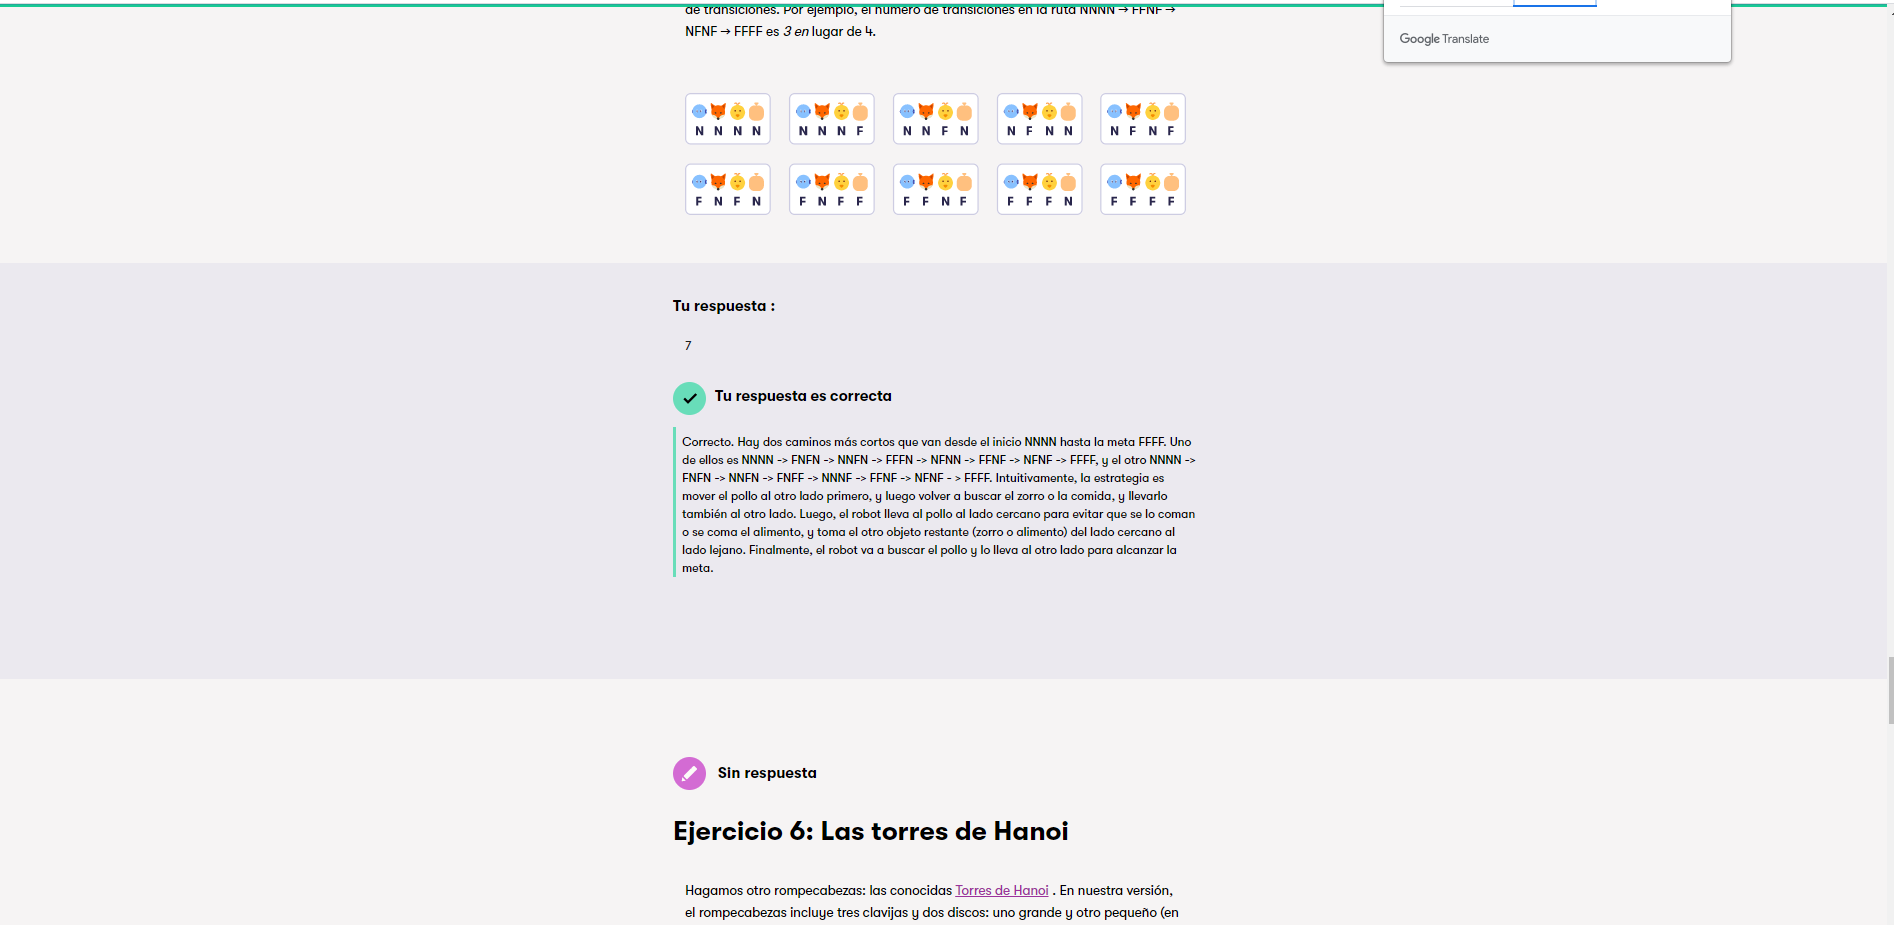 de transiciones. Por ejemplo, el número de transiciones en la ruta NNNN → FFNF →
NFNF → FFFF es 3 en lugar de 4.
Google Translate
N N N N
N N N F
N N F N
N F N N
N F N F
F N F N
F N F F
F F N F
F F F N
F F F F
Tu respuesta :
7
Tu respuesta es correcta
Correcto. Hay dos caminos más cortos que van desde el inicio NNNN hasta la meta FFFF. Uno
de ellos es NNNN -> FNFN -> NNFN -> FFFN -> NFNN -> FFNF -> NFNF -> FFFF, y el otro NNNN ->
FNFN -> NNFN -> FNFF -> NNNF -> FFNF -> NFNF - > FFFF. Intuitivamente, la estrategia es
mover el pollo al otro lado primero, y luego volver a buscar el zorro o la comida, y llevarlo
también al otro lado. Luego, el robot lleva al pollo al lado cercano para evitar que se lo coman
o se coma el alimento, y toma el otro objeto restante (zorro o alimento) del lado cercano al
lado lejano. Finalmente, el robot va a buscar el pollo y lo lleva al otro lado para alcanzar la
meta.
Sin respuesta
Ejercicio 6: Las torres de Hanoi
Hagamos otro rompecabezas: las conocidas Torres de Hanoi . En nuestra versión,
el rompecabezas incluye tres clavijas y dos discos: uno grande y otro pequeño (en